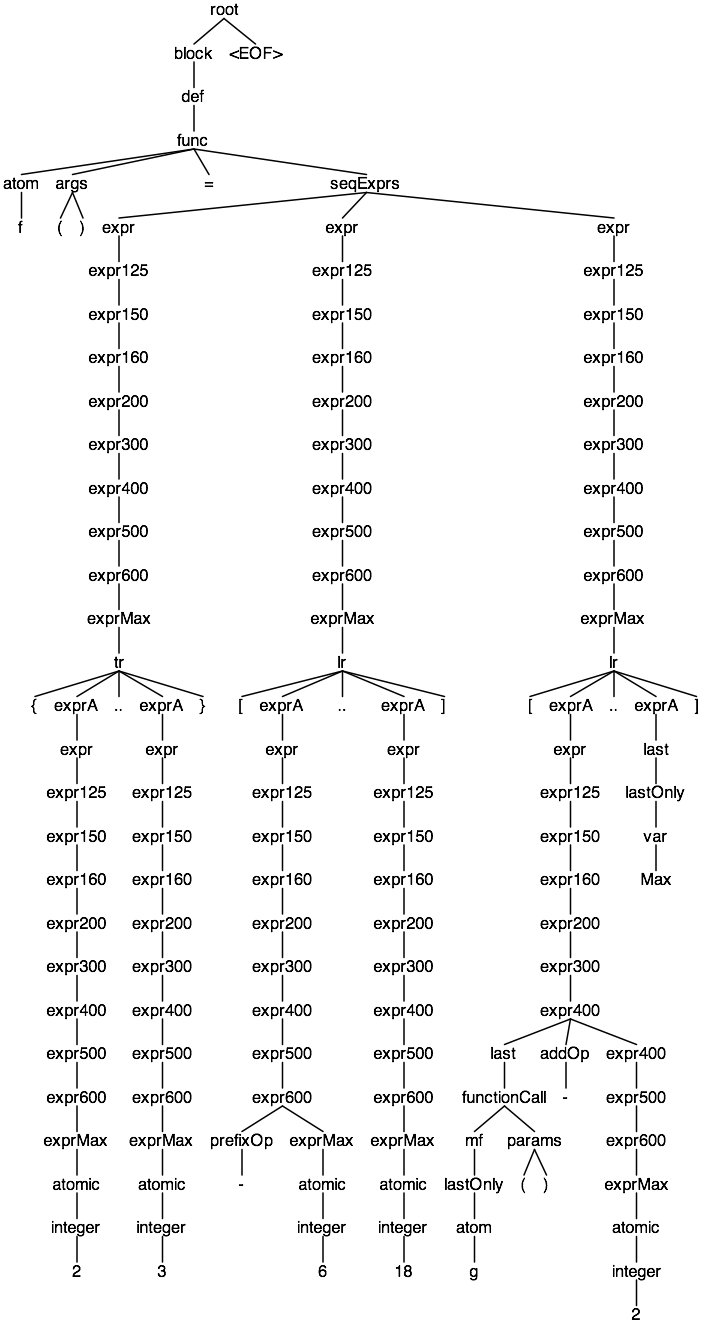 root
block <EOF>
def
func
atom args = seqExprs
f ( ) expr expr expr
expr125 expr125 expr125
expr150 expr150 expr150
expr160 expr160 expr160
expr200 expr200 expr200
expr300 expr300 expr300
expr400 expr400 expr400
expr500 expr500 expr500
expr600 expr600 expr600
exprMax exprMax exprMax
tr lr lr
{ exprA .. exprA } [ exprA .. exprA ] [ exprA .. exprA ]
expr expr expr expr expr last
expr125 expr125 expr125 expr125 expr125 lastOnly
expr150 expr150 expr150 expr150 expr150 var
expr160 expr160 expr160 expr160 expr160 Max
expr200 expr200 expr200 expr200 expr200
expr300 expr300 expr300 expr300 expr300
expr400 expr400 expr400 expr400 expr400
expr500 expr500 expr500 expr500 last addOp expr400
expr600 expr600 expr600 expr600 functionCall - expr500
exprMax exprMax prefixOp exprMax exprMax mf params expr600
atomic atomic - atomic atomic lastOnly ( ) exprMax
integer integer integer integer atom atomic
2 3 6 18 g integer
2